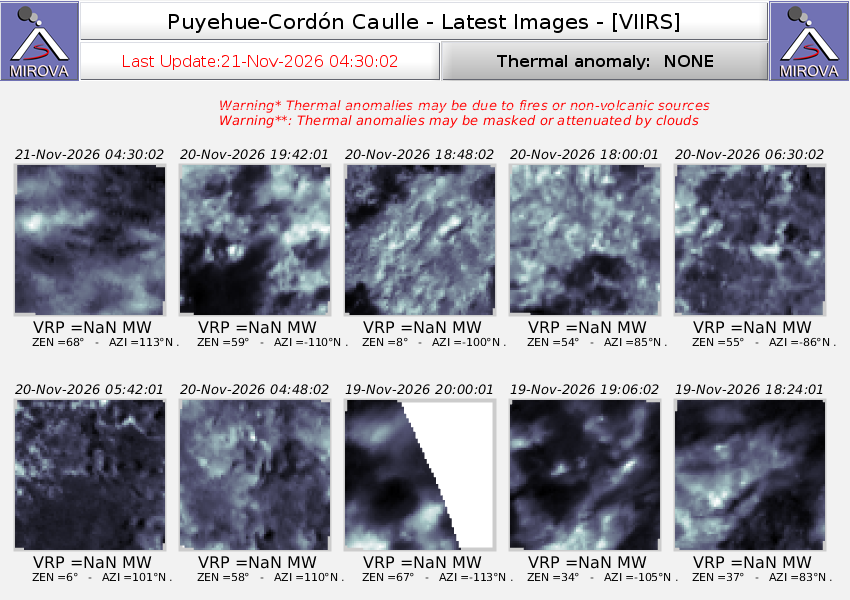 Puyehue-Cordón Caulle - Latest Images - [VIIRS]
MIROVA
MIROVA
Last Update:21-Nov-2026 04:30:02
Thermal anomaly: NONE
Warning* Thermal anomalies may be due to fires or non-volcanic sources
Warning**: Thermal anomalies may be masked or attenuated by clouds
21-Nov-2026 04:30:02
20-Nov-2026 19:42:01
20-Nov-2026 18:48:02
20-Nov-2026 18:00:01
20-Nov-2026 06:30:02
VRP =NaN MW
VRP =NaN MW
VRP =NaN MW
VRP =NaN MW
VRP =NaN MW
ZEN =68° - AZI =113°N .
ZEN =59° - AZI =-110°N .
ZEN =8° - AZI =-100°N .
ZEN =54° - AZI =85°N .
ZEN =55° - AZI =-86°N .
20-Nov-2026 05:42:01
20-Nov-2026 04:48:02
19-Nov-2026 20:00:01
19-Nov-2026 19:06:02
19-Nov-2026 18:24:01
VRP =NaN MW
VRP =NaN MW
VRP =NaN MW
VRP =NaN MW
VRP =NaN MW
ZEN =6° - AZI =101°N .
ZEN =58° - AZI =110°N .
ZEN =67° - AZI =-113°N .
ZEN =34° - AZI =-105°N .
ZEN =37° - AZI =83°N .